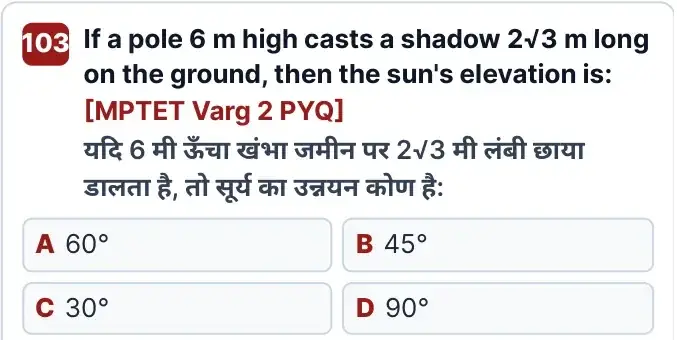 103 If a pole 6 m high casts a shadow 2√3 m long
on the ground, then the sun's elevation is:
[MPTET Varg 2 PYQ]
यदि 6 मी ऊँचा खंभा जमीन पर 2√3 मी लंबी छाया
डालता है, तो सूर्य का उन्नयन कोण है:
A 60° B 45°
C 30° D 90°